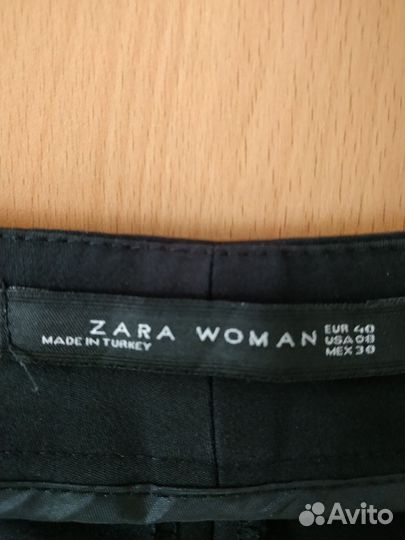 ZARA WOMAN
MADE IN TURKEY
EUR 40
USA 08
MEX 30
Avito